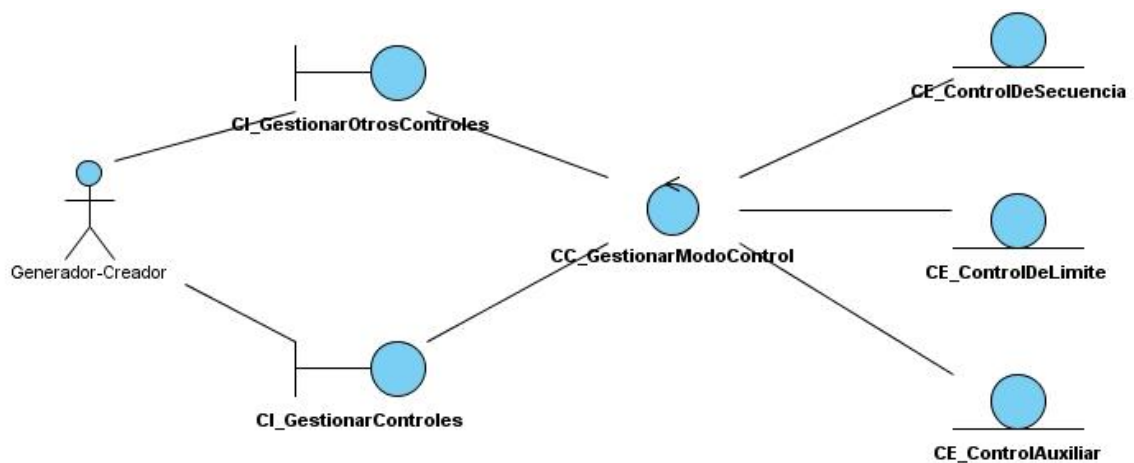 CE_ControlDeSecuencia
CI_GestionarOtrosControles
CC_GestionarModoControl
Generador-Creador
CE_ControlDeLimite
CI_GestionarControles
CE_ControlAuxiliar